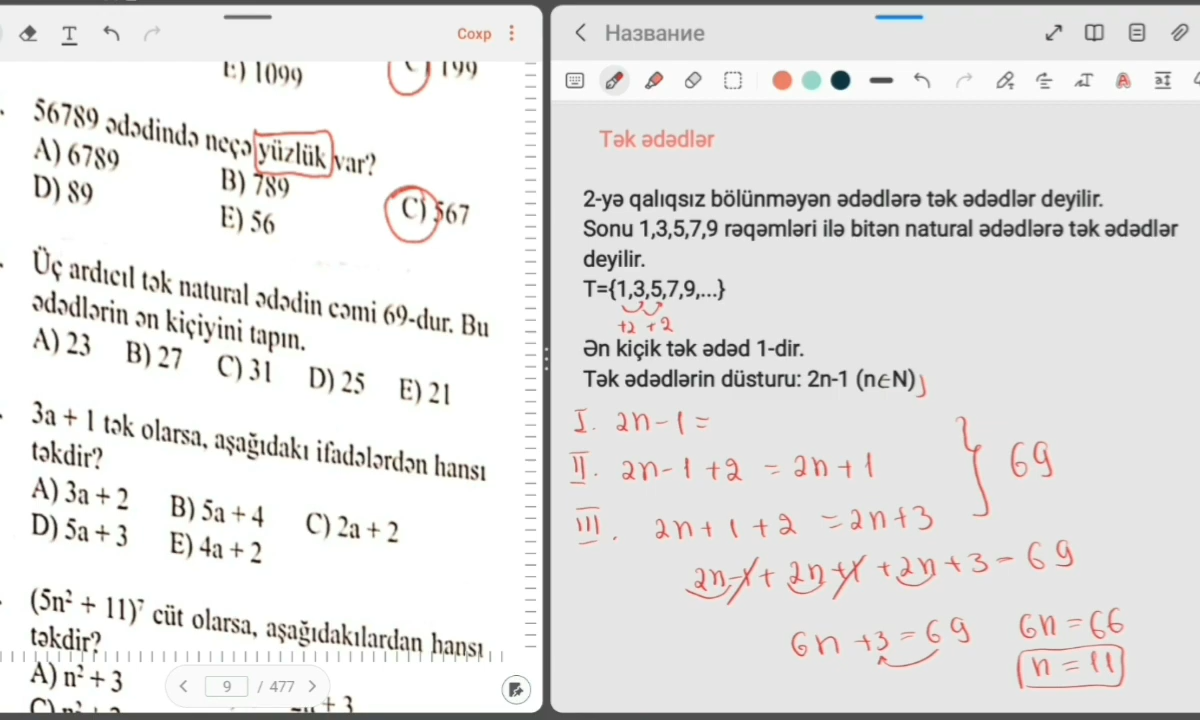 T
Сохр
E) 1099
C) 199
56789 ədədində neçə yüzlük var?
A) 6789
B) 789
C) 567
D) 89
E) 56
Üç ardıcıl tək natural ədədin cəmi 69-dur. Bu
ədədlərin ən kiçiyini tapın.
A) 23 B) 27 C) 31 D) 25 E) 21
3a + 1 tək olarsa, aşağıdakı ifadələrdən hansı
təkdir?
A) 3a + 2 B) 5a + 4 C) 2a + 2
D) 5a + 3 E) 4a + 2
(5n² + 11)⁷ cüt olarsa, aşağıdakılardan hansı
təkdir?
A) n² + 3
+ 3
9 / 477
Название
Tək ədədlər
2-yə qalıqsız bölünməyən ədədlərə tək ədədlər deyilir.
Sonu 1,3,5,7,9 rəqəmləri ilə bitən natural ədədlərə tək ədədlər
deyilir.
T={1,3,5,7,9,...}
+2 +2
Ən kiçik tək ədəd 1-dir.
Tək ədədlərin düsturu: 2n-1 (n∈N)
I. 2n-1=
II. 2n-1+2 = 2n+1
III. 2n+1+2 = 2n+3
69
2n-1+2n+1+2n+3=69
6n+3=69
6n=66
n=11